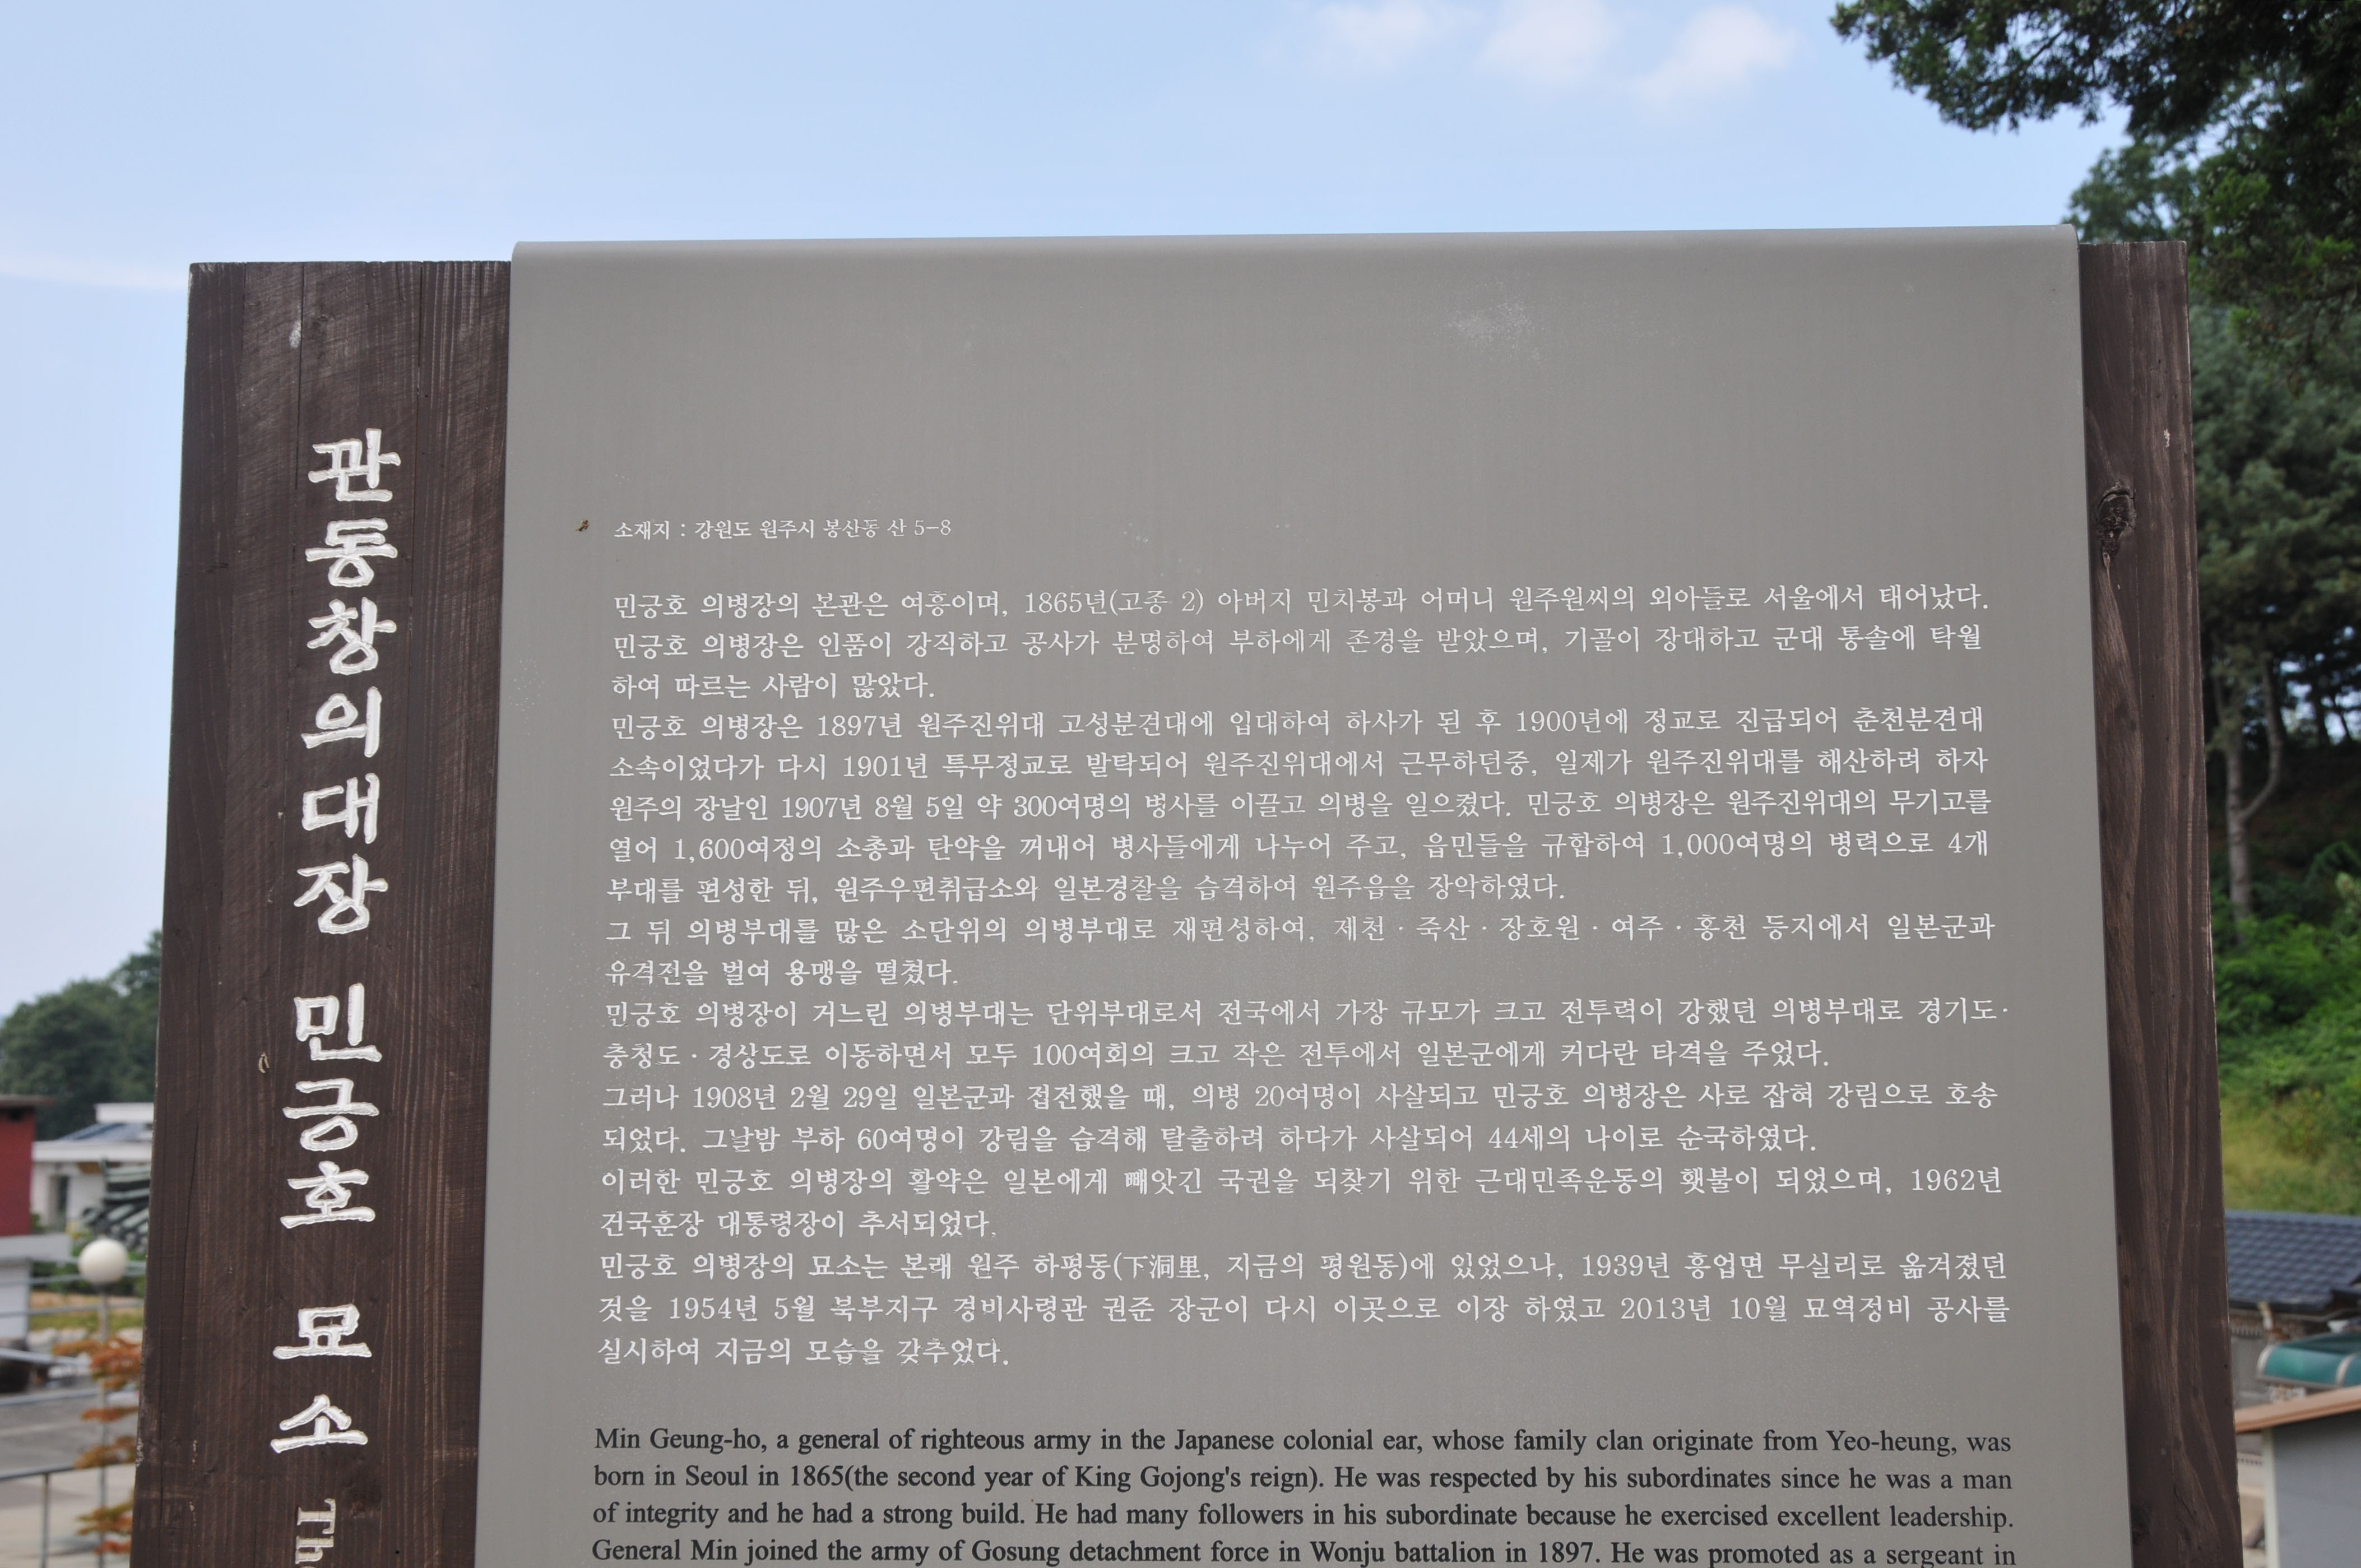 관동창의대장 민긍호 묘소
소재지 : 강원도 원주시 봉산동 산 5-8
민긍호 의병장의 본관은 여흥이며, 1865년(고종 2) 아버지 민치봉과 어머니 원주원씨의 외아들로 서울에서 태어났다.
민긍호 의병장은 인품이 강직하고 공사가 분명하여 부하에게 존경을 받았으며, 기골이 장대하고 군대 통솔에 탁월
하여 따르는 사람이 많았다.
민긍호 의병장은 1897년 원주진위대 고성분견대에 입대하여 하사가 된 후 1900년에 정교로 진급되어 춘천분견대
소속이었다가 다시 1901년 특무정교로 발탁되어 원주진위대에서 근무하던중, 일제가 원주진위대를 해산하려 하자
원주의 장날인 1907년 8월 5일 약 300여명의 병사를 이끌고 의병을 일으켰다. 민긍호 의병장은 원주진위대의 무기고를
열어 1,600여정의 소총과 탄약을 꺼내어 병사들에게 나누어 주고, 읍민들을 규합하여 1,000여명의 병력으로 4개
부대를 편성한 뒤, 원주우편취급소와 일본경찰을 습격하여 원주읍을 장악하였다.
그 뒤 의병부대를 많은 소단위의 의병부대로 재편성하여, 제천 · 죽산 · 장호원 · 여주 · 홍천 등지에서 일본군과
유격전을 벌여 용맹을 떨쳤다.
민긍호 의병장이 거느린 의병부대는 단위부대로서 전국에서 가장 규모가 크고 전투력이 강했던 의병부대로 경기도·
충청도 · 경상도로 이동하면서 모두 100여회의 크고 작은 전투에서 일본군에게 커다란 타격을 주었다.
그러나 1908년 2월 29일 일본군과 접전했을 때, 의병 20여명이 사살되고 민긍호 의병장은 사로 잡혀 강림으로 호송
되었다. 그날밤 부하 60여명이 강림을 습격해 탈출하려 하다가 사살되어 44세의 나이로 순국하였다.
이러한 민긍호 의병장의 활약은 일본에게 빼앗긴 국권을 되찾기 위한 근대민족운동의 횃불이 되었으며, 1962년
건국훈장 대통령장이 추서되었다.
민긍호 의병장의 묘소는 본래 원주 하평동(下洞里, 지금의 평원동)에 있었으나, 1939년 흥업면 무실리로 옮겨졌던
것을 1954년 5월 북부지구 경비사령관 권준 장군이 다시 이곳으로 이장 하였고 2013년 10월 묘역정비 공사를
실시하여 지금의 모습을 갖추었다.
Min Geung-ho, a general of righteous army in the Japanese colonial ear, whose family clan originate from Yeo-heung, was
born in Seoul in 1865(the second year of King Gojong's reign). He was respected by his subordinates since he was a man
of integrity and he had a strong build. He had many followers in his subordinate because he exercised excellent leadership.
General Min joined the army of Gosung detachment force in Wonju battalion in 1897. He was promoted as a sergeant in